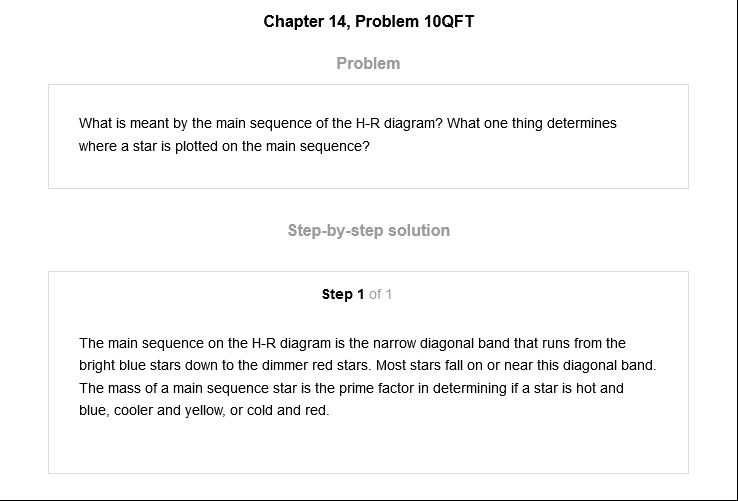 Chapter 14, Problem 10QFT
Problem
What is meant by the main sequence of the H-R diagram? What one thing determines
where a star is plotted on the main sequence?
Step-by-step solution
Step 1 of 1
The main sequence on the H-R diagram is the narrow diagonal band that runs from the
bright blue stars down to the dimmer red stars. Most stars fall on or near this diagonal band.
The mass of a main sequence star is the prime factor in determining if a star is hot and
blue, cooler and yellow, or cold and red.